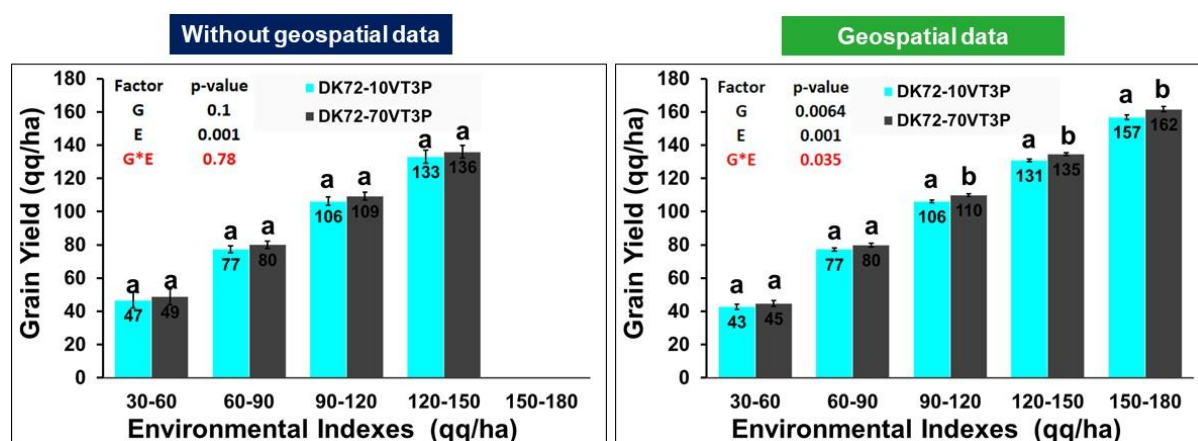 Without geospatial data
Factor p-value
G 0.1
E 0.001
G*E 0.78
DK72-10VT3P
DK72-70VT3P
Grain Yield (qq/ha)
180
160
140
120
100
80
60
40
20
0
a a
47 49
a a
77 80
a a
106 109
a a
133 136
30-60 60-90 90-120 120-150 150-180
Environmental Indexes (qq/ha)
Geospatial data
Factor p-value
G 0.0064
E 0.001
G*E 0.035
DK72-10VT3P
DK72-70VT3P
Grain Yield (qq/ha)
180
160
140
120
100
80
60
40
20
0
a a
43 45
a a
77 80
a b
106 110
a b
131 135
a b
157 162
30-60 60-90 90-120 120-150 150-180
Environmental Indexes (qq/ha)